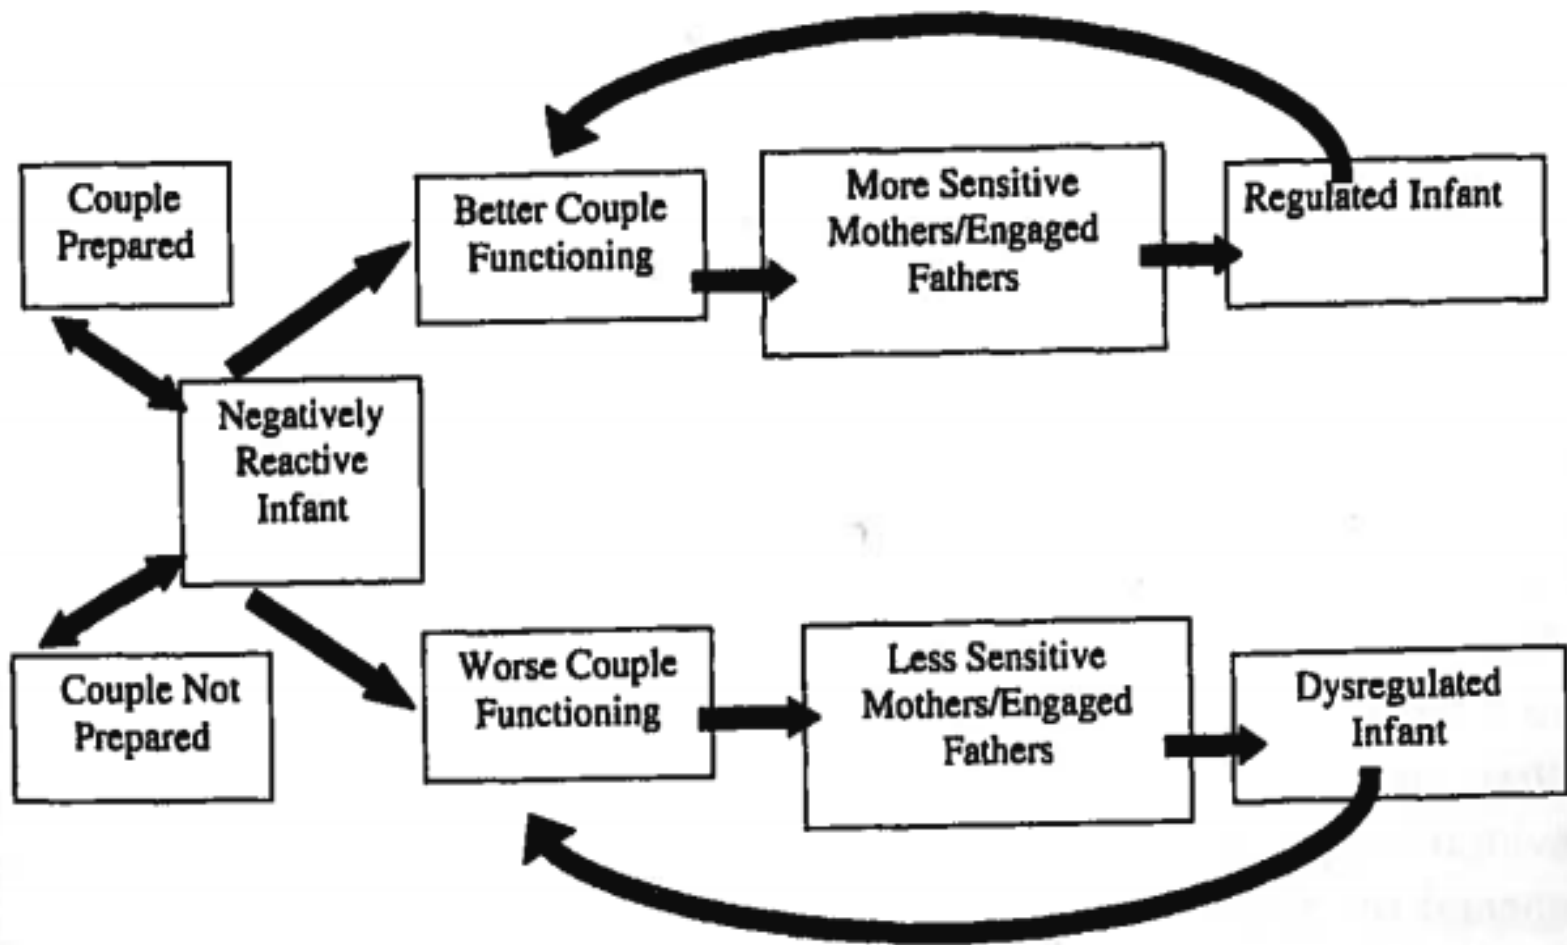 Couple
Prepared
Better Couple
Functioning
More Sensitive
Mothers/Engaged
Fathers
Regulated Infant
Negatively
Reactive
Infant
Couple Not
Prepared
Worse Couple
Functioning
Less Sensitive
Mothers/Engaged
Fathers
Dysregulated
Infant